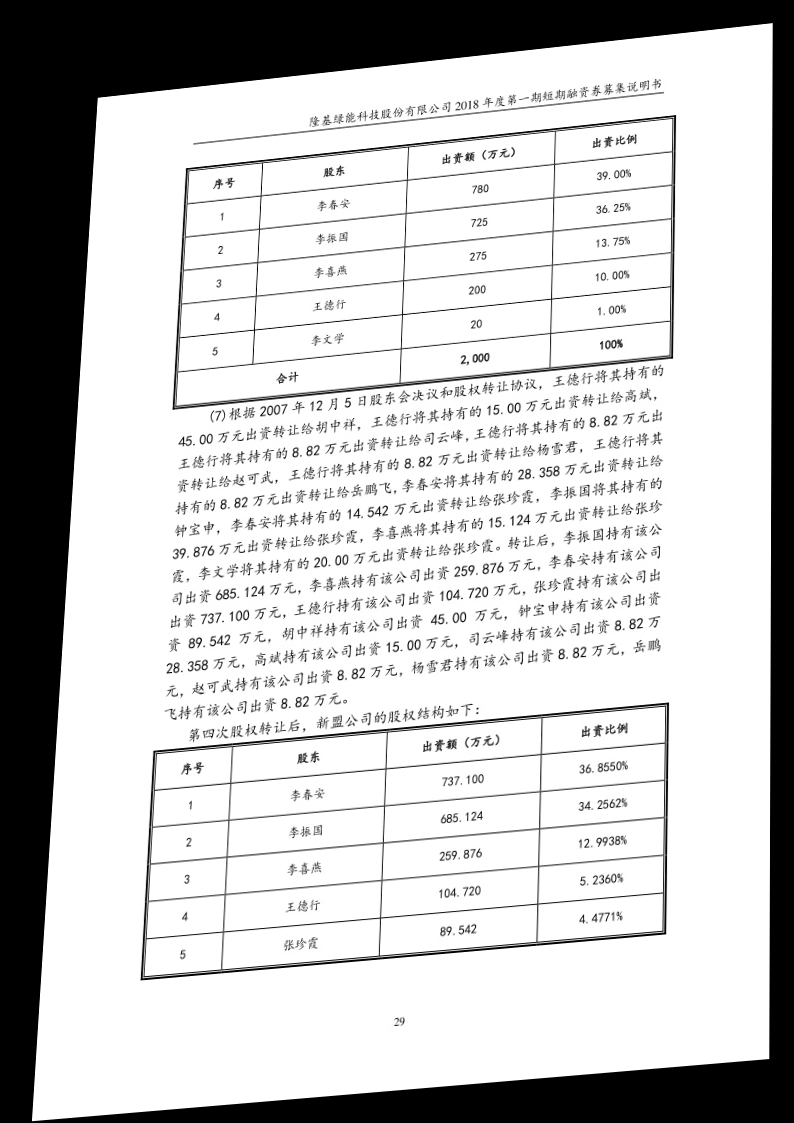 隆基绿能科技股份有限公司 2018 年度第一期短期融资券募集说明书
序号 股东 出资额（万元） 出资比例
1 李春安 780 39.00%
2 李振国 725 36.25%
3 李喜燕 275 13.75%
4 王德行 200 10.00%
5 李文学 20 1.00%
合计 2,000 100%
(7)根据 2007 年 12 月 5 日股东会决议和股权转让协议，王德行将其持有的
45.00 万元出资转让给胡中祥，王德行将其持有的 15.00 万元出资转让给高斌，
王德行将其持有的 8.82 万元出资转让给司云峰，王德行将其持有的 8.82 万元出
资转让给赵可武，王德行将其持有的 8.82 万元出资转让给杨雪君，王德行将其
持有的 8.82 万元出资转让给岳鹏飞，李春安将其持有的 28.358 万元出资转让给
钟宝申，李春安将其持有的 14.542 万元出资转让给张珍霞，李振国将其持有的
39.876 万元出资转让给张珍霞，李喜燕将其持有的 15.124 万元出资转让给张珍
霞，李文学将其持有的 20.00 万元出资转让给张珍霞。转让后，李振国持有该公
司出资 685.124 万元，李喜燕持有该公司出资 259.876 万元，李春安持有该公司
出资 737.100 万元，王德行持有该公司出资 104.720 万元，张珍霞持有该公司出
资 89.542 万元，胡中祥持有该公司出资 45.00 万元，钟宝申持有该公司出资
28.358 万元，高斌持有该公司出资 15.00 万元，司云峰持有该公司出资 8.82 万
元，赵可武持有该公司出资 8.82 万元，杨雪君持有该公司出资 8.82 万元，岳鹏
飞持有该公司出资 8.82 万元。
第四次股权转让后，新盟公司的股权结构如下：
序号 股东 出资额（万元） 出资比例
1 李春安 737.100 36.8550%
2 李振国 685.124 34.2562%
3 李喜燕 259.876 12.9938%
4 王德行 104.720 5.2360%
5 张珍霞 89.542 4.4771%
29